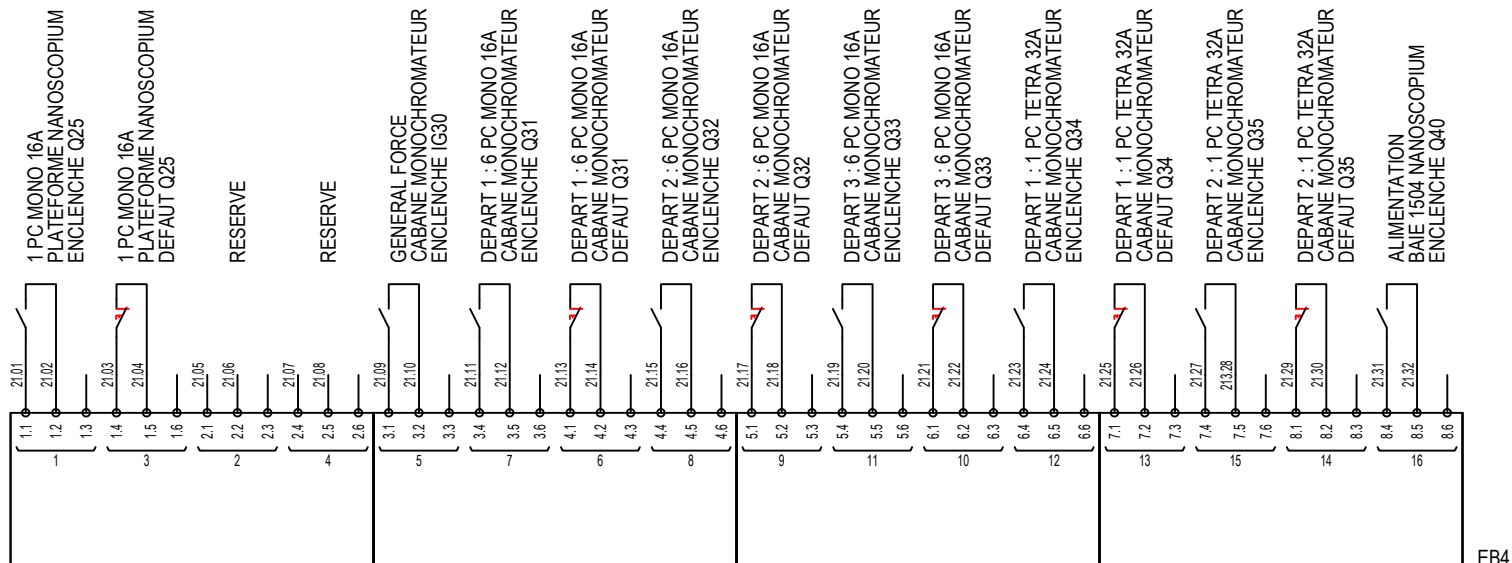 1 PC MONO 16A
PLATEFORME NANOSCOPIUM
ENCLENCHE Q25
1 PC MONO 16A
PLATEFORME NANOSCOPIUM
DEFAUT Q25
RESERVE
RESERVE
GENERAL FORCE
CABANE MONOCHROMATEUR
ENCLENCHE IG30
DEPART 1 : 6 PC MONO 16A
CABANE MONOCHROMATEUR
ENCLENCHE Q31
DEPART 1 : 6 PC MONO 16A
CABANE MONOCHROMATEUR
DEFAUT Q31
DEPART 2 : 6 PC MONO 16A
CABANE MONOCHROMATEUR
ENCLENCHE Q32
DEPART 2 : 6 PC MONO 16A
CABANE MONOCHROMATEUR
DEFAUT Q32
DEPART 3 : 6 PC MONO 16A
CABANE MONOCHROMATEUR
ENCLENCHE Q33
DEPART 3 : 6 PC MONO 16A
CABANE MONOCHROMATEUR
DEFAUT Q33
DEPART 1 : 1 PC TETRA 32A
CABANE MONOCHROMATEUR
ENCLENCHE Q34
DEPART 1 : 1 PC TETRA 32A
CABANE MONOCHROMATEUR
DEFAUT Q34
DEPART 2 : 1 PC TETRA 32A
CABANE MONOCHROMATEUR
ENCLENCHE Q35
DEPART 2 : 1 PC TETRA 32A
CABANE MONOCHROMATEUR
DEFAUT Q35
ALIMENTATION
BAIE 1504 NANOSCOPIUM
ENCLENCHE Q40
21.01
21.02
21.03
21.04
21.05
21.06
21.07
21.08
21.09
21.10
21.11
21.12
21.13
21.14
21.15
21.16
21.17
21.18
21.19
21.20
21.21
21.22
21.23
21.24
21.25
21.26
21.27
213.28
21.29
21.30
21.31
21.32
1.1
1.2
1.3
1.4
1.5
1.6
2.1
2.2
2.3
2.4
2.5
2.6
3.1
3.2
3.3
3.4
3.5
3.6
4.1
4.2
4.3
4.4
4.5
4.6
5.1
5.2
5.3
5.4
5.5
5.6
6.1
6.2
6.3
6.4
6.5
6.6
7.1
7.2
7.3
7.4
7.5
7.6
8.1
8.2
8.3
8.4
8.5
8.6
1
3
2
4
5
7
6
8
9
11
10
12
13
15
14
16
EB4